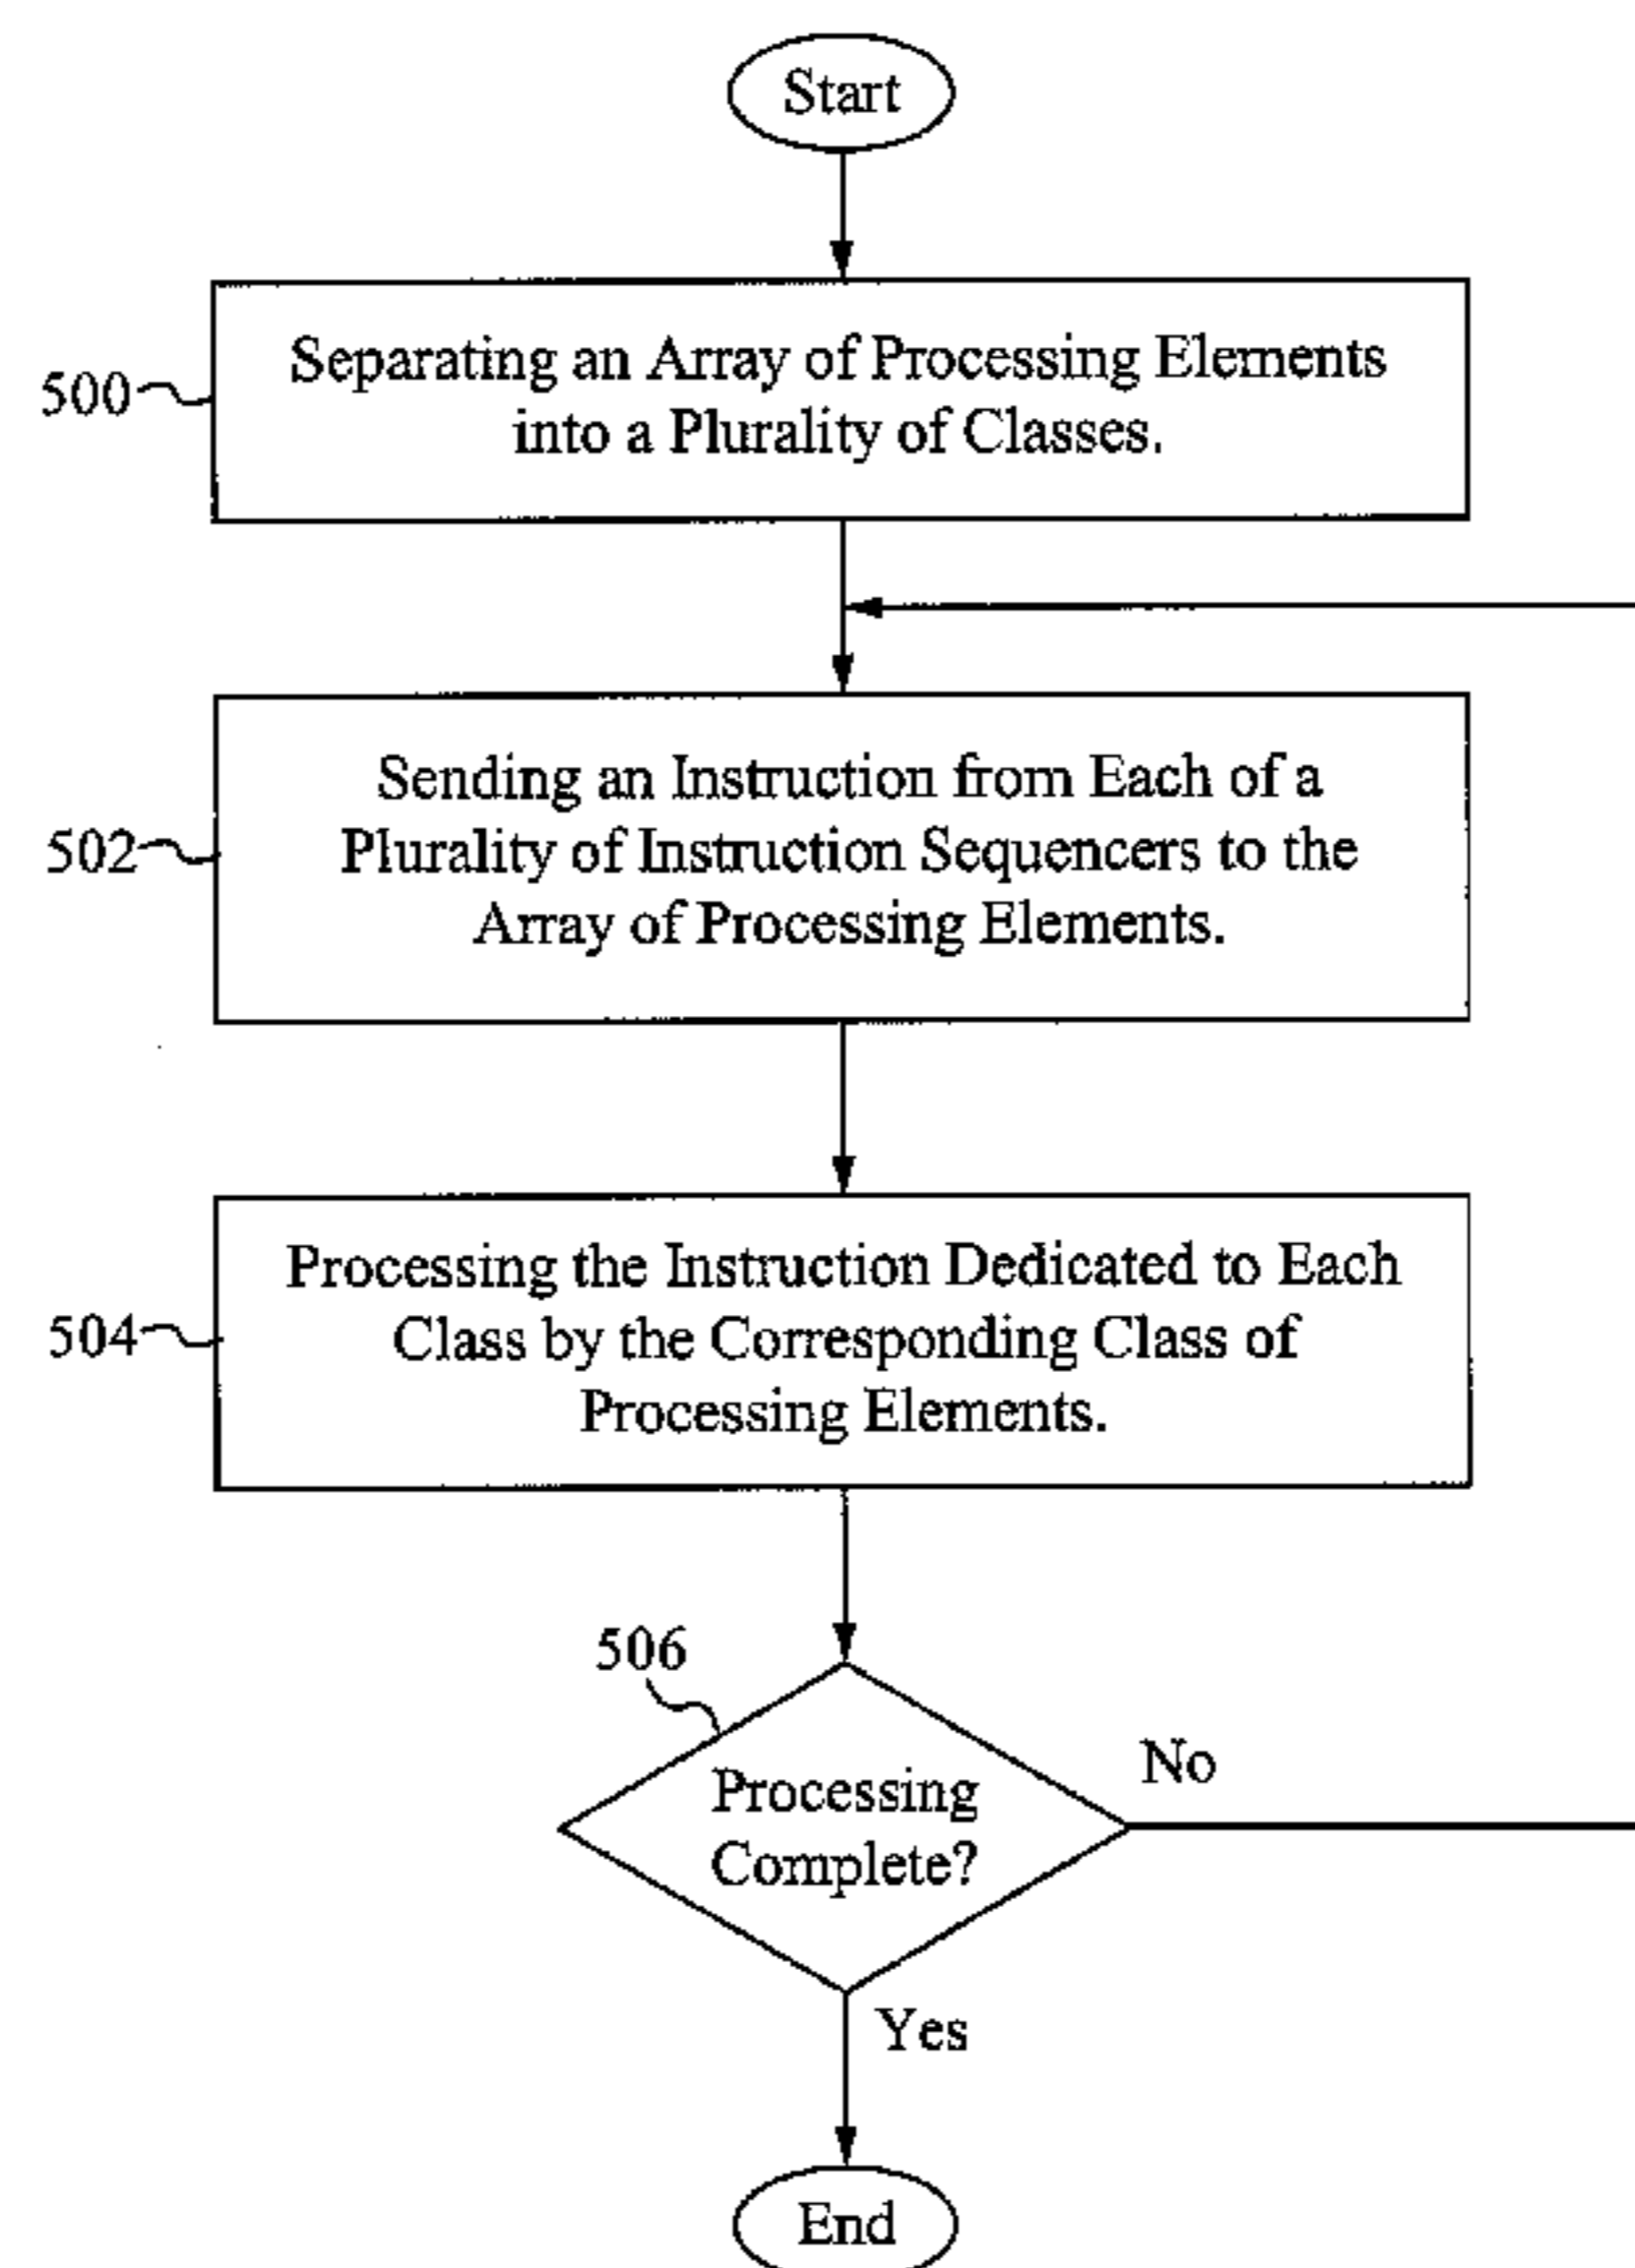 Start
500
Separating an Array of Processing Elements
into a Plurality of Classes.
502
Sending an Instruction from Each of a
Plurality of Instruction Sequencers to the
Array of Processing Elements.
504
Processing the Instruction Dedicated to Each
Class by the Corresponding Class of
Processing Elements.
506
Processing
Complete?
No
Yes
End